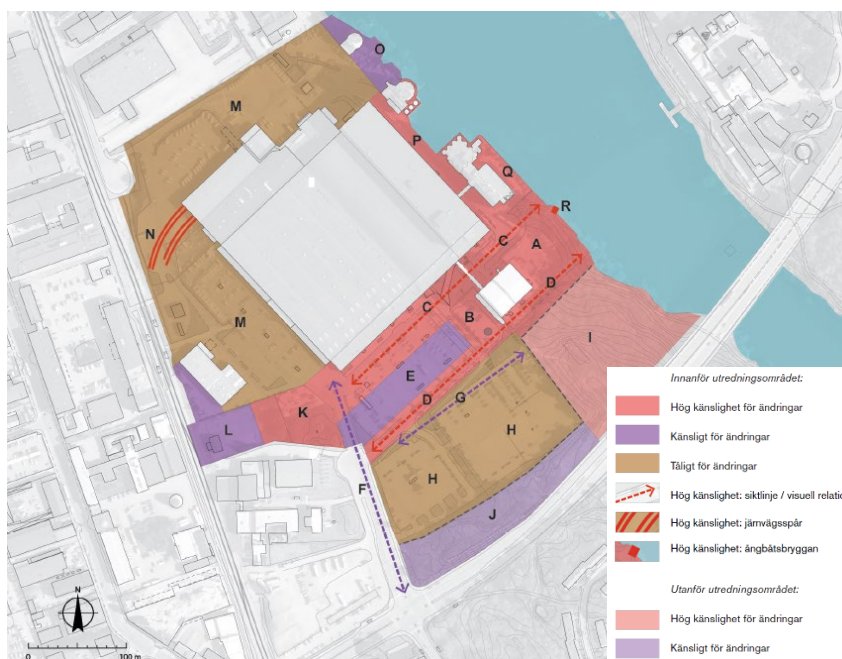 O
M
P
Q
R
N
C
A
D
C
B
I
M
E
D
G
K
H
L
H
F
J
N
0
100 m
Innanför utredningsområdet:
Hög känslighet för ändringar
Känsligt för ändringar
Tåligt för ändringar
Hög känslighet: siktlinje / visuell relatio
Hög känslighet: järnvägsspår
Hög känslighet: ångbåtsbryggan
Utanför utredningsområdet:
Hög känslighet för ändringar
Känsligt för ändringar